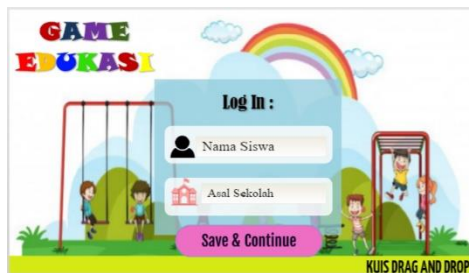 GAME
EDUKASI
Log In :
Nama Siswa
Asal Sekolah
Save & Continue
KUIS DRAG AND DROP